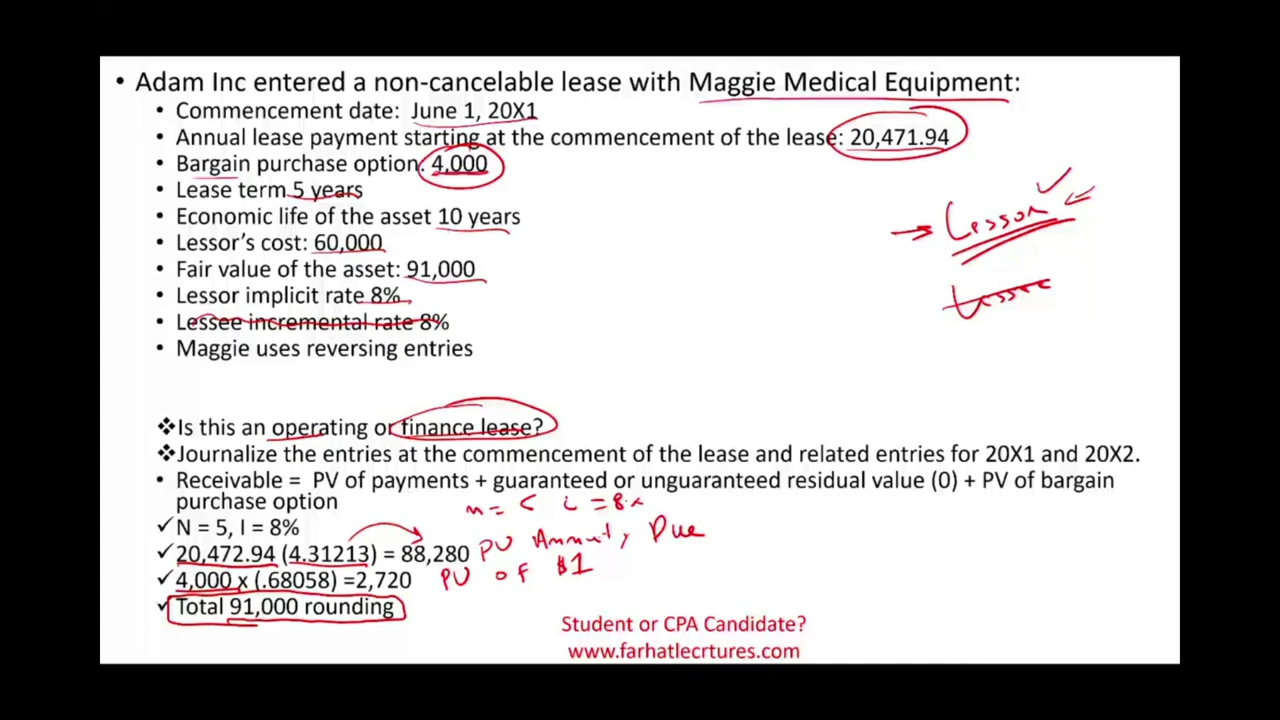 • Adam Inc entered a non-cancelable lease with Maggie Medical Equipment:
• Commencement date: June 1, 20X1
• Annual lease payment starting at the commencement of the lease: 20,471.94
• Bargain purchase option: 4,000
• Lease term 5 years
• Economic life of the asset 10 years
• Lessor's cost: 60,000
• Fair value of the asset: 91,000
• Lessor implicit rate 8%
• Lessee incremental rate 8%
• Maggie uses reversing entries
→ Lessor ✓
Lessee
❖Is this an operating or finance lease?
❖Journalize the entries at the commencement of the lease and related entries for 20X1 and 20X2.
• Receivable = PV of payments + guaranteed or unguaranteed residual value (0) + PV of bargain
purchase option
✓N = 5, I = 8%
n = 5 i = 8%
✓20,472.94 (4.31213) = 88,280
PV Annuity Due
✓4,000 x (.68058) =2,720
PV of $1
✓Total 91,000 rounding
Student or CPA Candidate?
www.farhatlecrtures.com